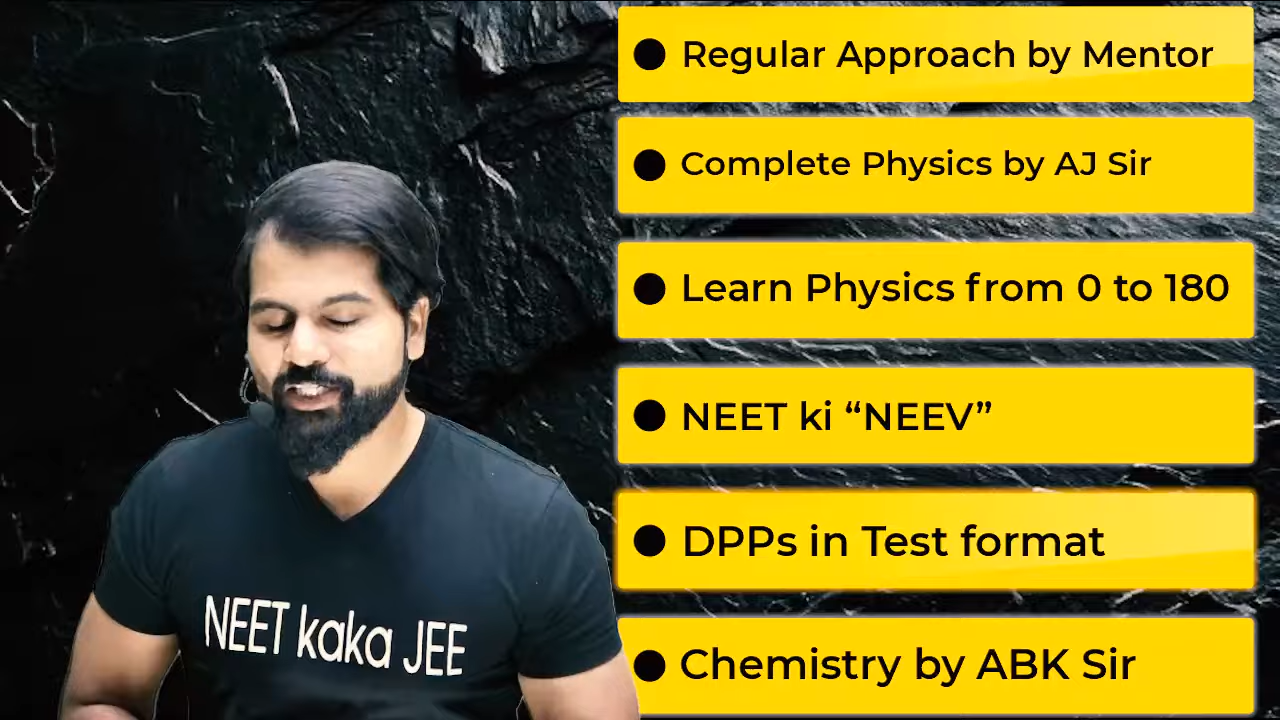 Regular Approach by Mentor
Complete Physics by AJ Sir
Learn Physics from 0 to 180
NEET ki “NEEV”
DPPs in Test format
Chemistry by ABK Sir
NEET kaka JEE